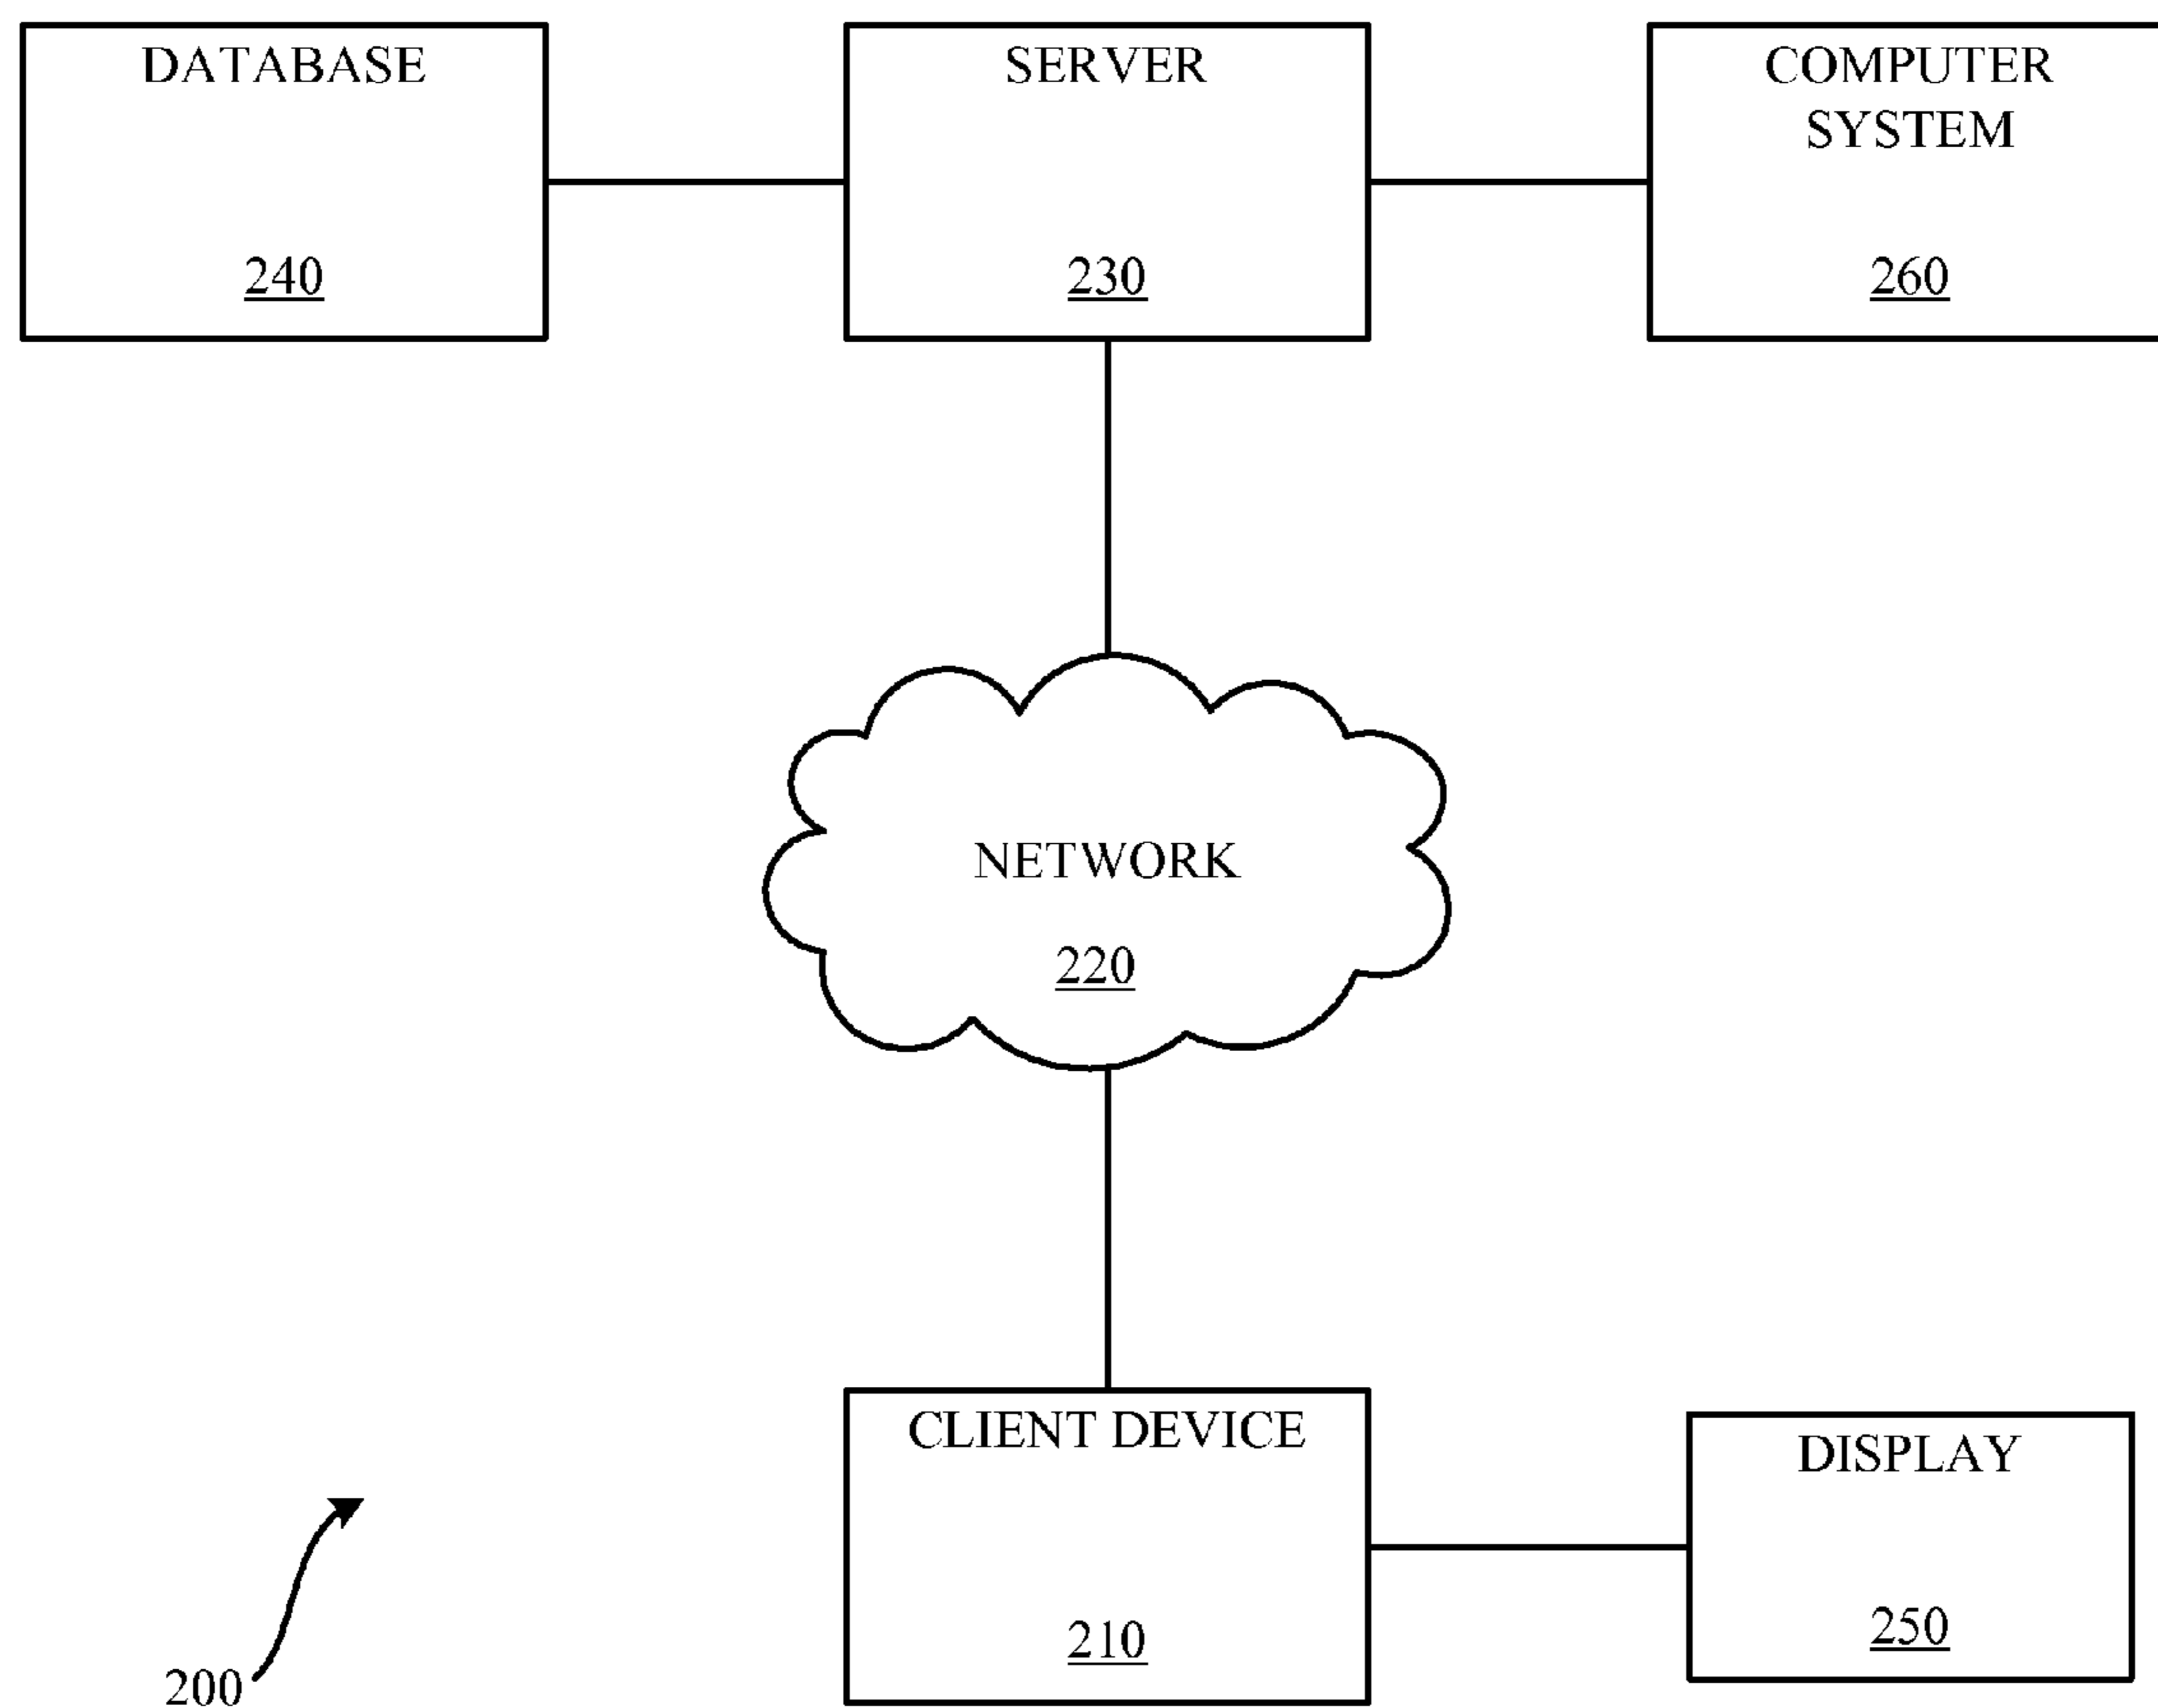 DATABASE
240
SERVER
230
COMPUTER
SYSTEM
260
NETWORK
220
CLIENT DEVICE
210
DISPLAY
250
200